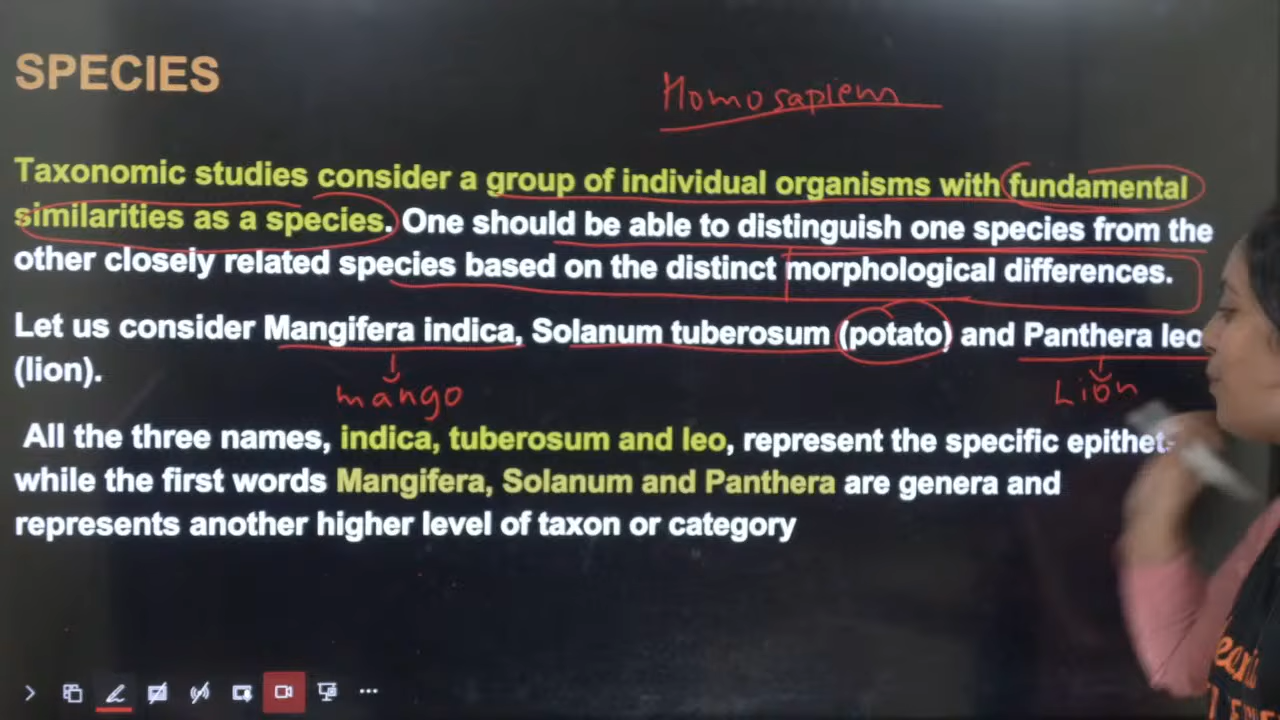 SPECIES
Homosapiens
Taxonomic studies consider a group of individual organisms with fundamental
similarities as a species. One should be able to distinguish one species from the
other closely related species based on the distinct morphological differences.
Let us consider Mangifera indica, Solanum tuberosum (potato) and Panthera leo
(lion).
mango
Lion
All the three names, indica, tuberosum and leo, represent the specific epithet
while the first words Mangifera, Solanum and Panthera are genera and
represents another higher level of taxon or category